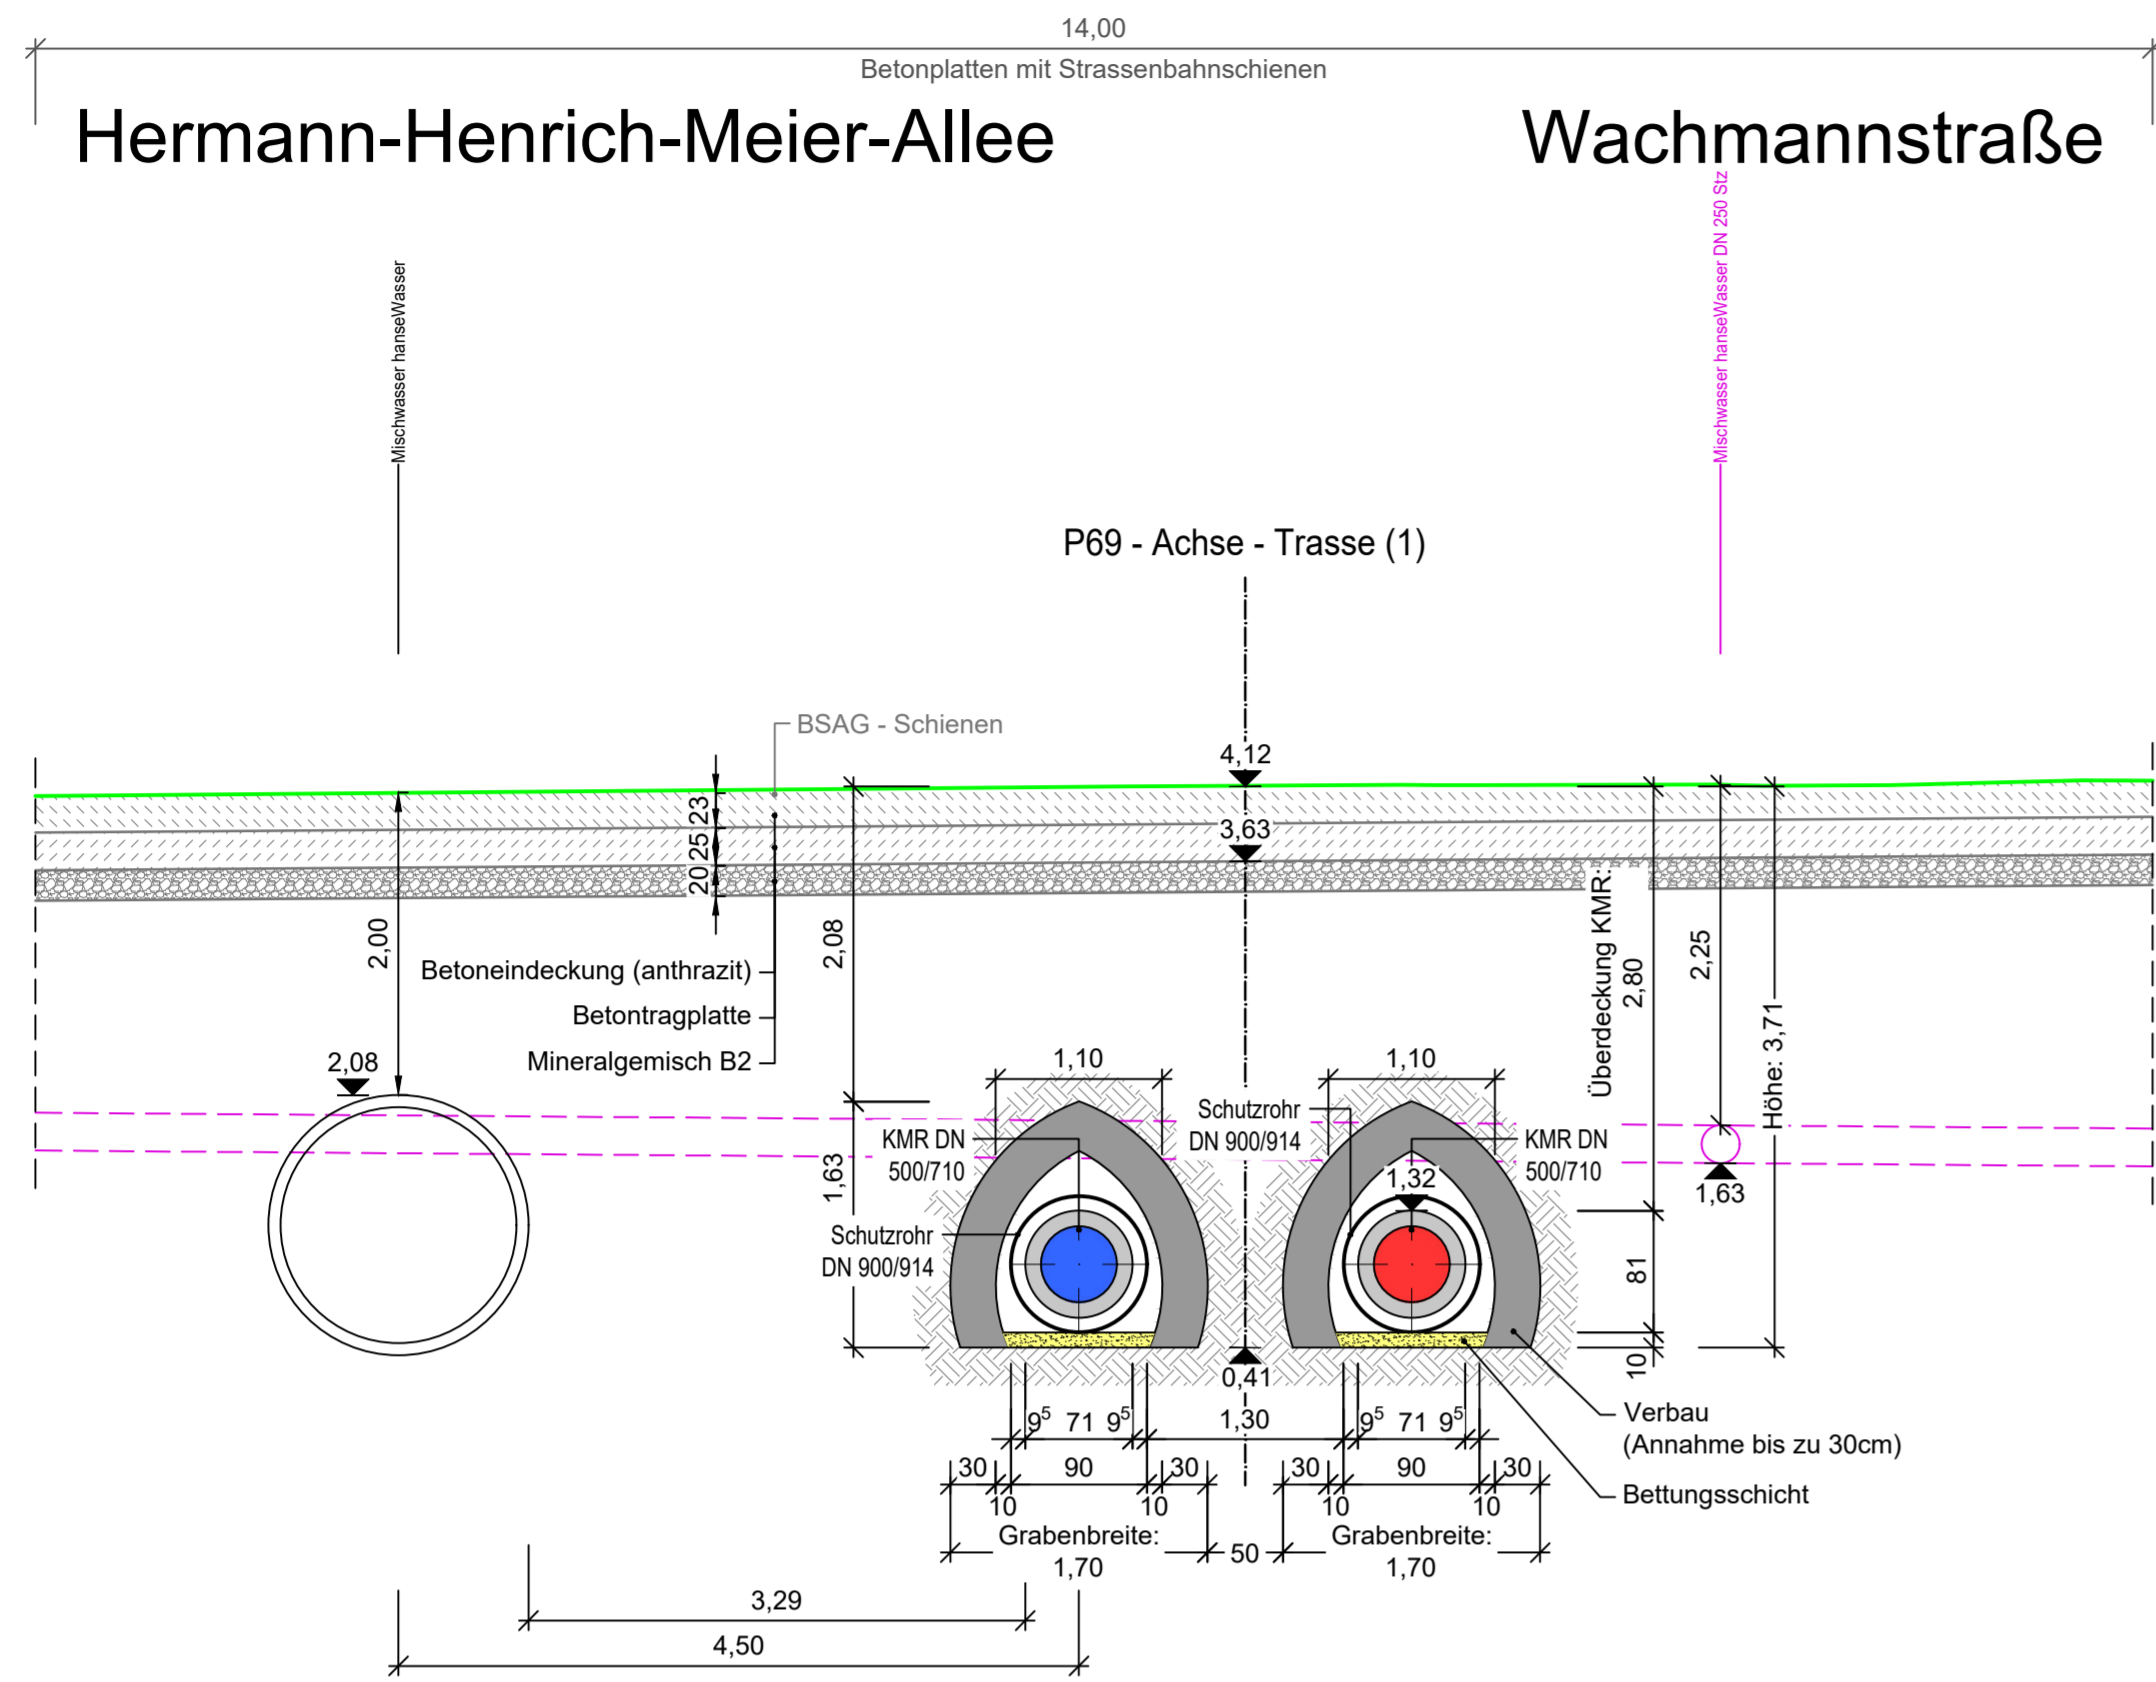 14,00
Betonplatten mit Strassenbahnschienen
Hermann-Henrich-Meier-Allee
Wachmannstraße
Mischwasser hanseWasser
Mischwasser hanseWasser DN 250 Stz
P69 - Achse - Trasse (1)
BSAG - Schienen
4,12
3,63
23
25
20
2,00
2,08
Betoneindeckung (anthrazit)
Betontragplatte
Mineralgemisch B2
2,08
Überdeckung KMR:
2,80
2,25
Höhe: 3,71
1,10
1,10
Schutzrohr
DN 900/914
KMR DN
500/710
KMR DN
500/710
1,63
1,32
1,63
Schutzrohr
DN 900/914
81
10
0,41
9⁵ 71 9⁵
1,30
9⁵ 71 9⁵
Verbau
(Annahme bis zu 30cm)
30 90 30
30 90 30
10 10
10 10
Bettungsschicht
Grabenbreite:
1,70
50
Grabenbreite:
1,70
3,29
4,50